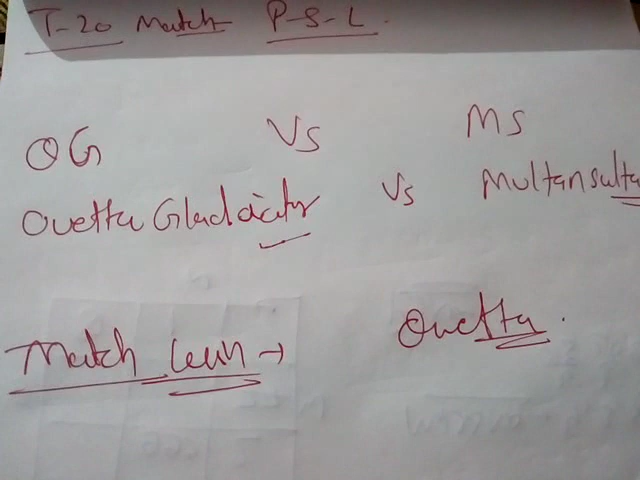 T-20 Match P-S-L.
QG Vs MS
Quetta Gladiator Vs Multansulta
Match Win → Quetta.